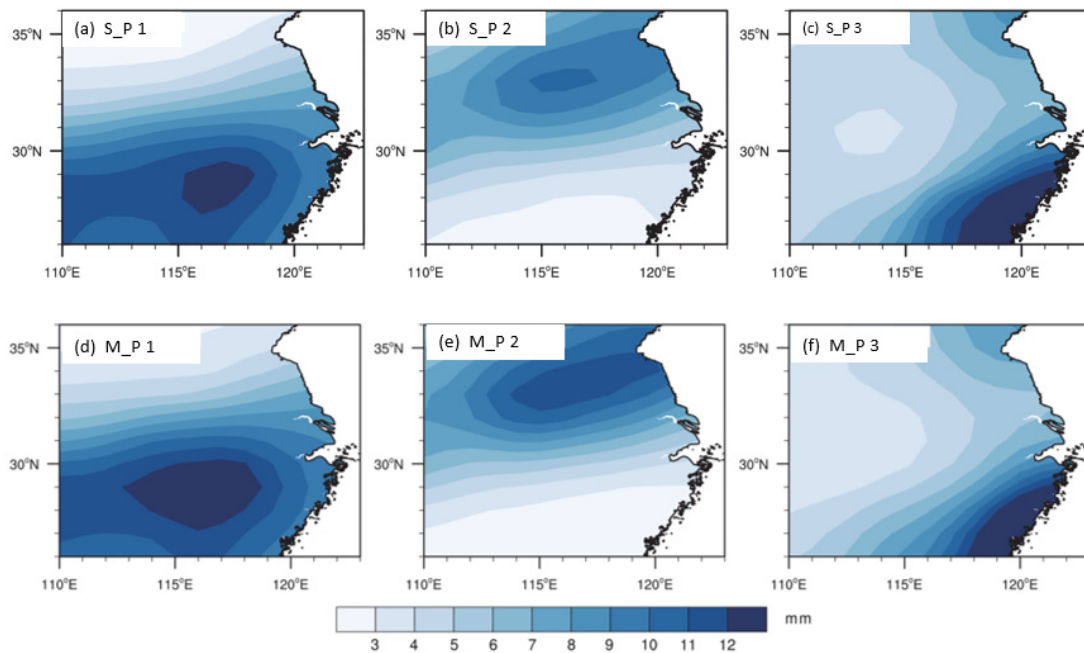 (a) S_P 1
(b) S_P 2
(c) S_P 3
35°N
35°N
35°N
30°N
30°N
30°N
110°E 115°E 120°E
110°E 115°E 120°E
110°E 115°E 120°E
(d) M_P 1
(e) M_P 2
(f) M_P 3
35°N
35°N
35°N
30°N
30°N
30°N
110°E 115°E 120°E
110°E 115°E 120°E
110°E 115°E 120°E
3 4 5 6 7 8 9 10 11 12
mm